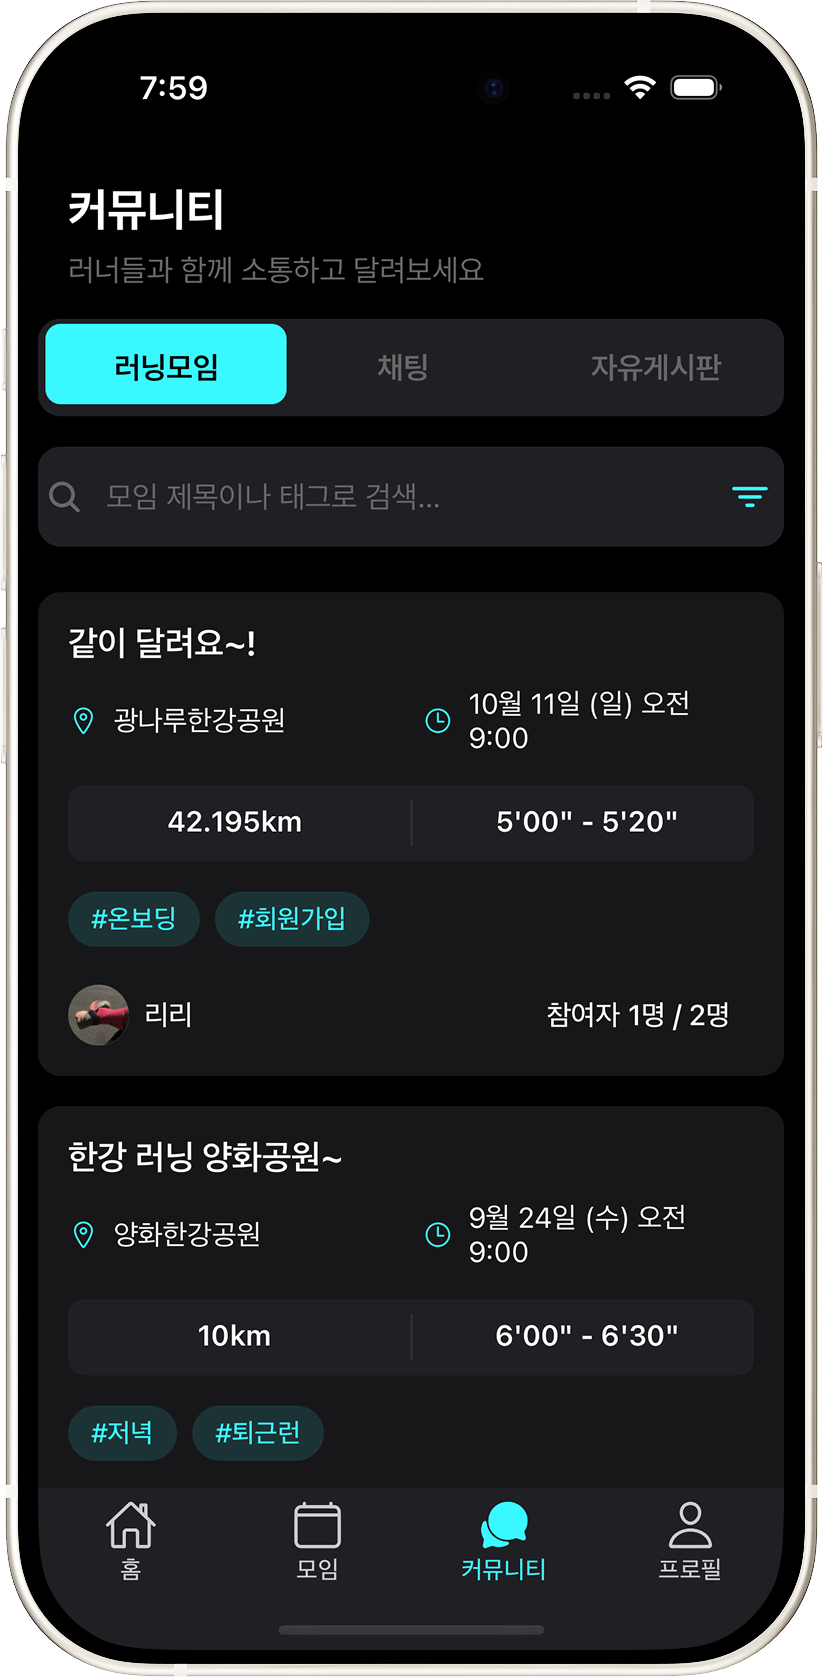 7:59
커뮤니티
러너들과 함께 소통하고 달려보세요
러닝모임 채팅 자유게시판
모임 제목이나 태그로 검색...
같이 달려요~!
광나루한강공원
10월 11일 (일) 오전
9:00
42.195km 5'00" - 5'20"
#온보딩 #회원가입
리리 참여자 1명 / 2명
한강 러닝 양화공원~
양화한강공원
9월 24일 (수) 오전
9:00
10km 6'00" - 6'30"
#저녁 #퇴근런
홈 모임 커뮤니티 프로필